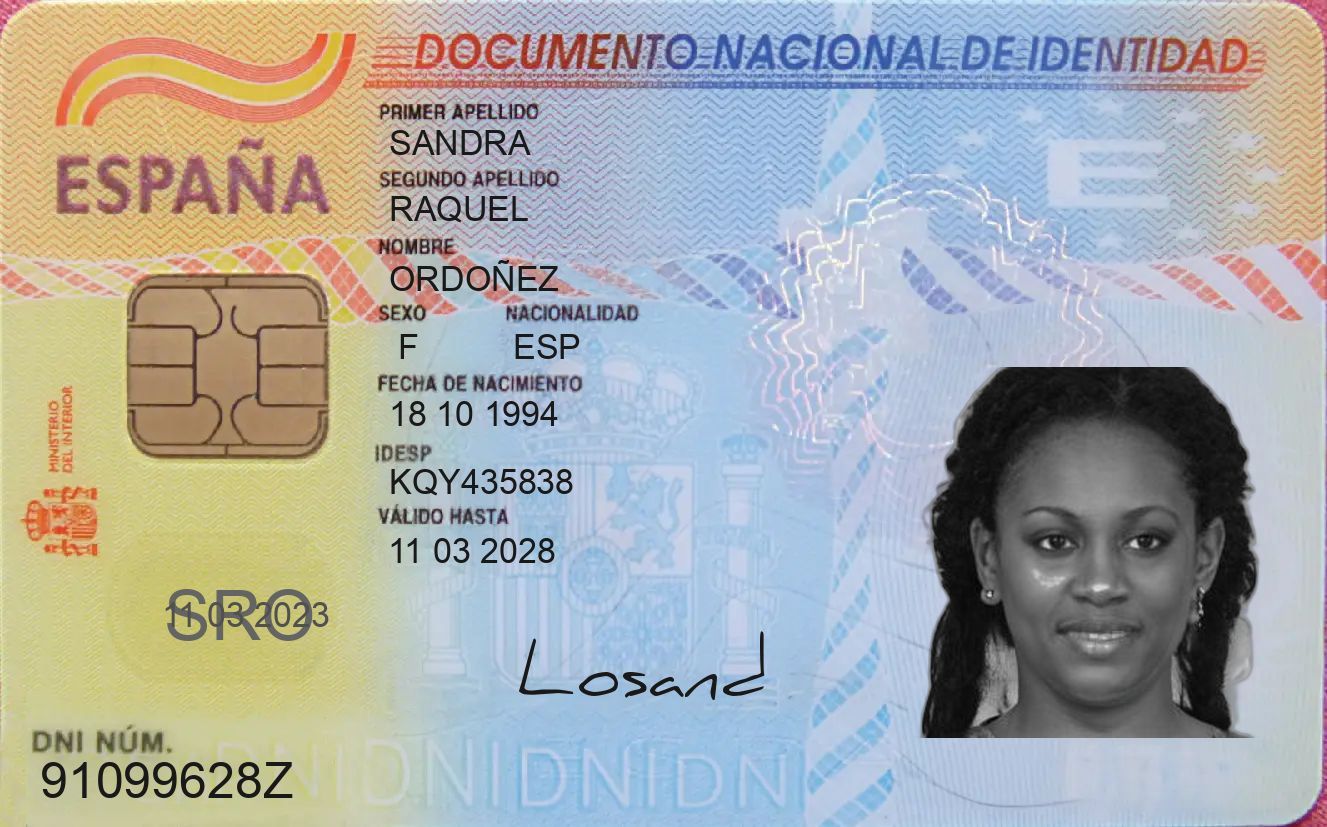 DOCUMENTO NACIONAL DE IDENTIDAD
ESPAÑA
PRIMER APELLIDO
SANDRA
SEGUNDO APELLIDO
RAQUEL
NOMBRE
ORDOÑEZ
SEXO NACIONALIDAD
F ESP
FECHA DE NACIMIENTO
18 10 1994
IDESP
KQY435838
VÁLIDO HASTA
11 03 2028
MINISTERIO
DEL INTERIOR
E
SRO
11 03 2023
Losand
DNI NÚM.
91099628Z
DNIDNIDNIDNIDNI